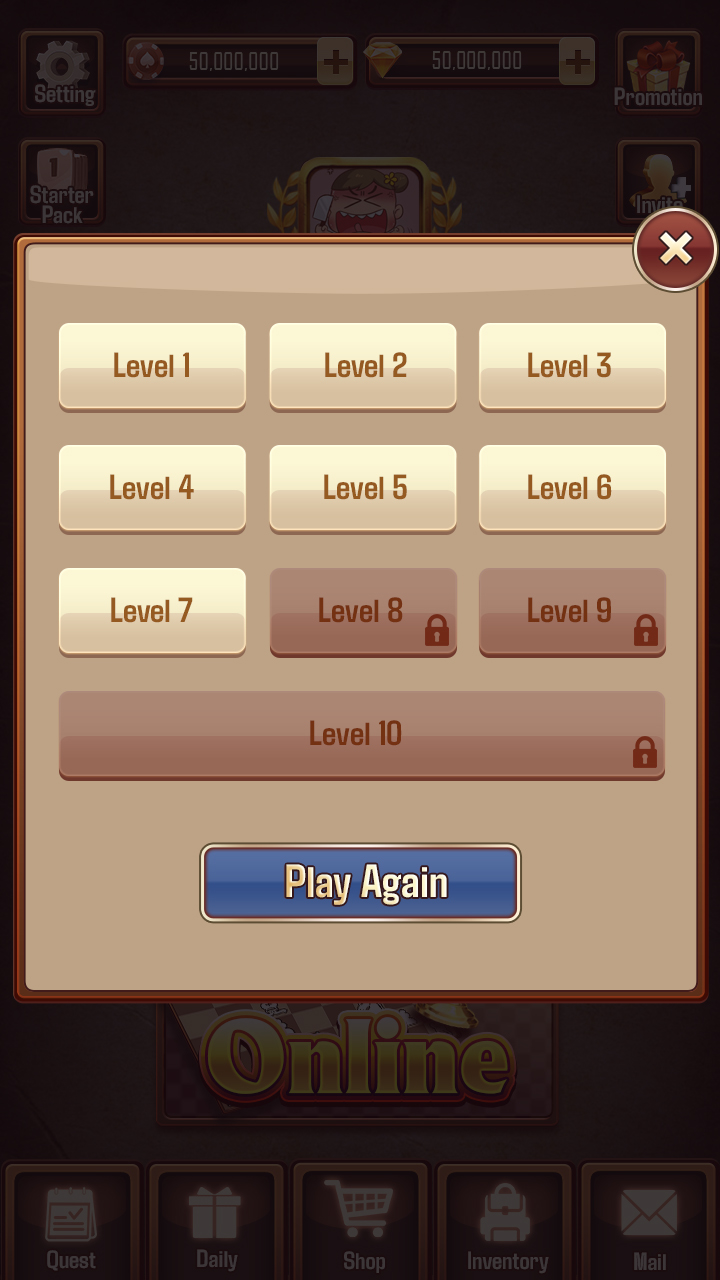 50,000,000
50,000,000
Setting
Promotion
1
Starter
Pack
Invite
Level 1
Level 2
Level 3
Level 4
Level 5
Level 6
Level 7
Level 8
Level 9
Level 10
Play Again
Online
Quest
Daily
Shop
Inventory
Mail